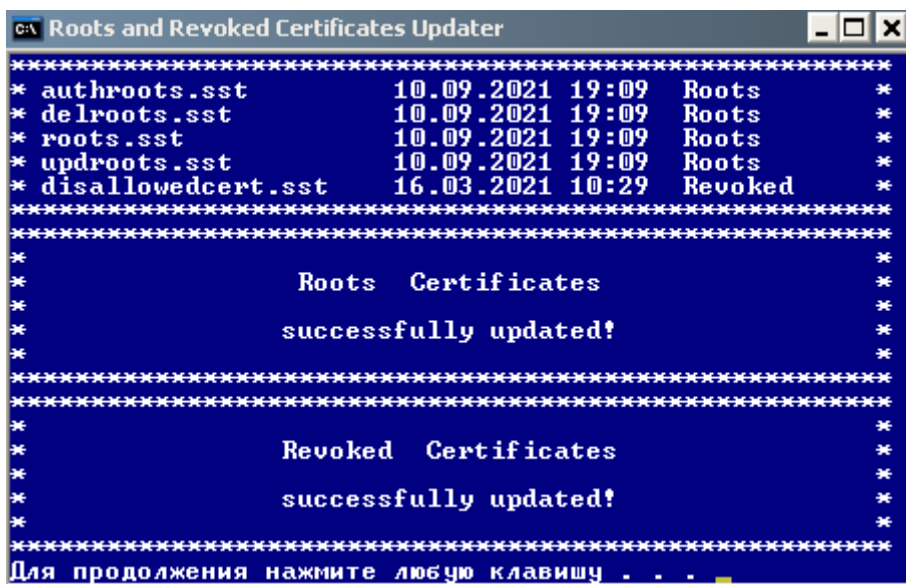 Roots and Revoked Certificates Updater
*******************************************************
* authroots.sst 10.09.2021 19:09 Roots *
* delroots.sst 10.09.2021 19:09 Roots *
* roots.sst 10.09.2021 19:09 Roots *
* updroots.sst 10.09.2021 19:09 Roots *
* disallowedcert.sst 16.03.2021 10:29 Revoked *
*******************************************************
*******************************************************
* *
* Roots Certificates *
* *
* successfully updated! *
* *
*******************************************************
*******************************************************
* *
* Revoked Certificates *
* *
* successfully updated! *
* *
*******************************************************
Для продолжения нажмите любую клавишу . . .